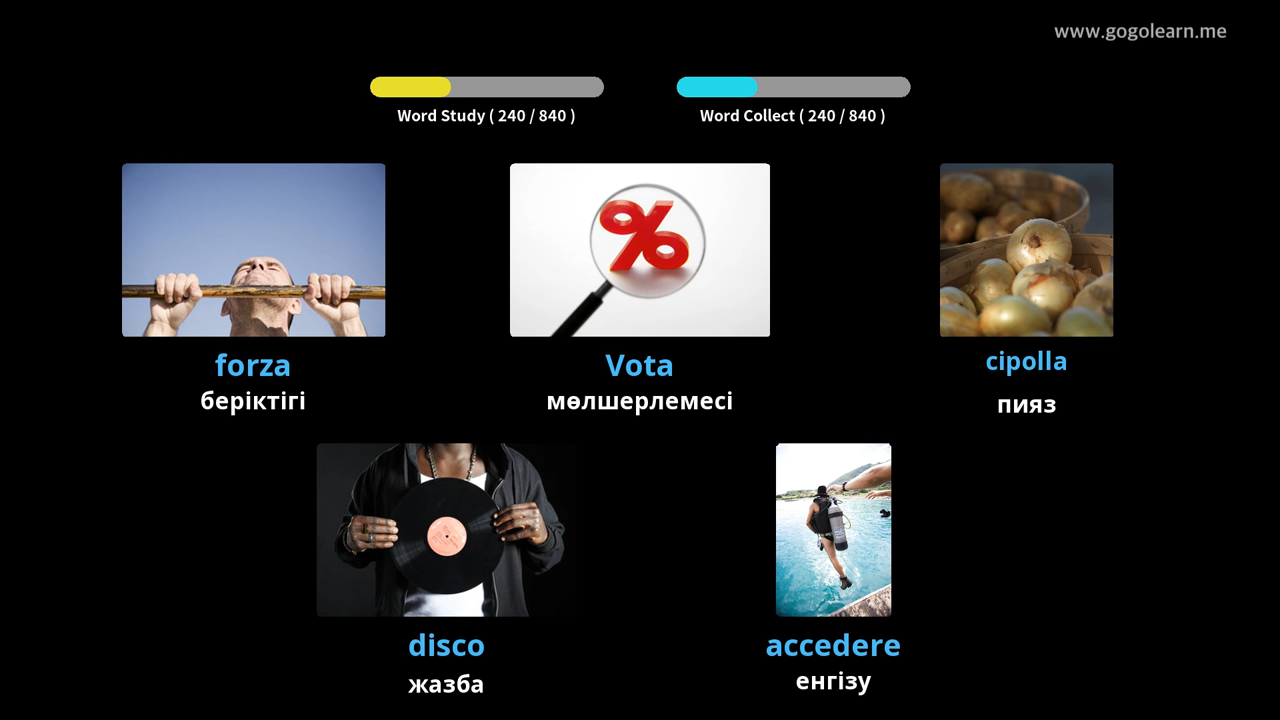 www.gogolearn.me
Word Study ( 240 / 840 )
Word Collect ( 240 / 840 )
forza
беріктігі
Vota
мөлшерлемесі
cipolla
пияз
disco
жазба
accedere
енгізу